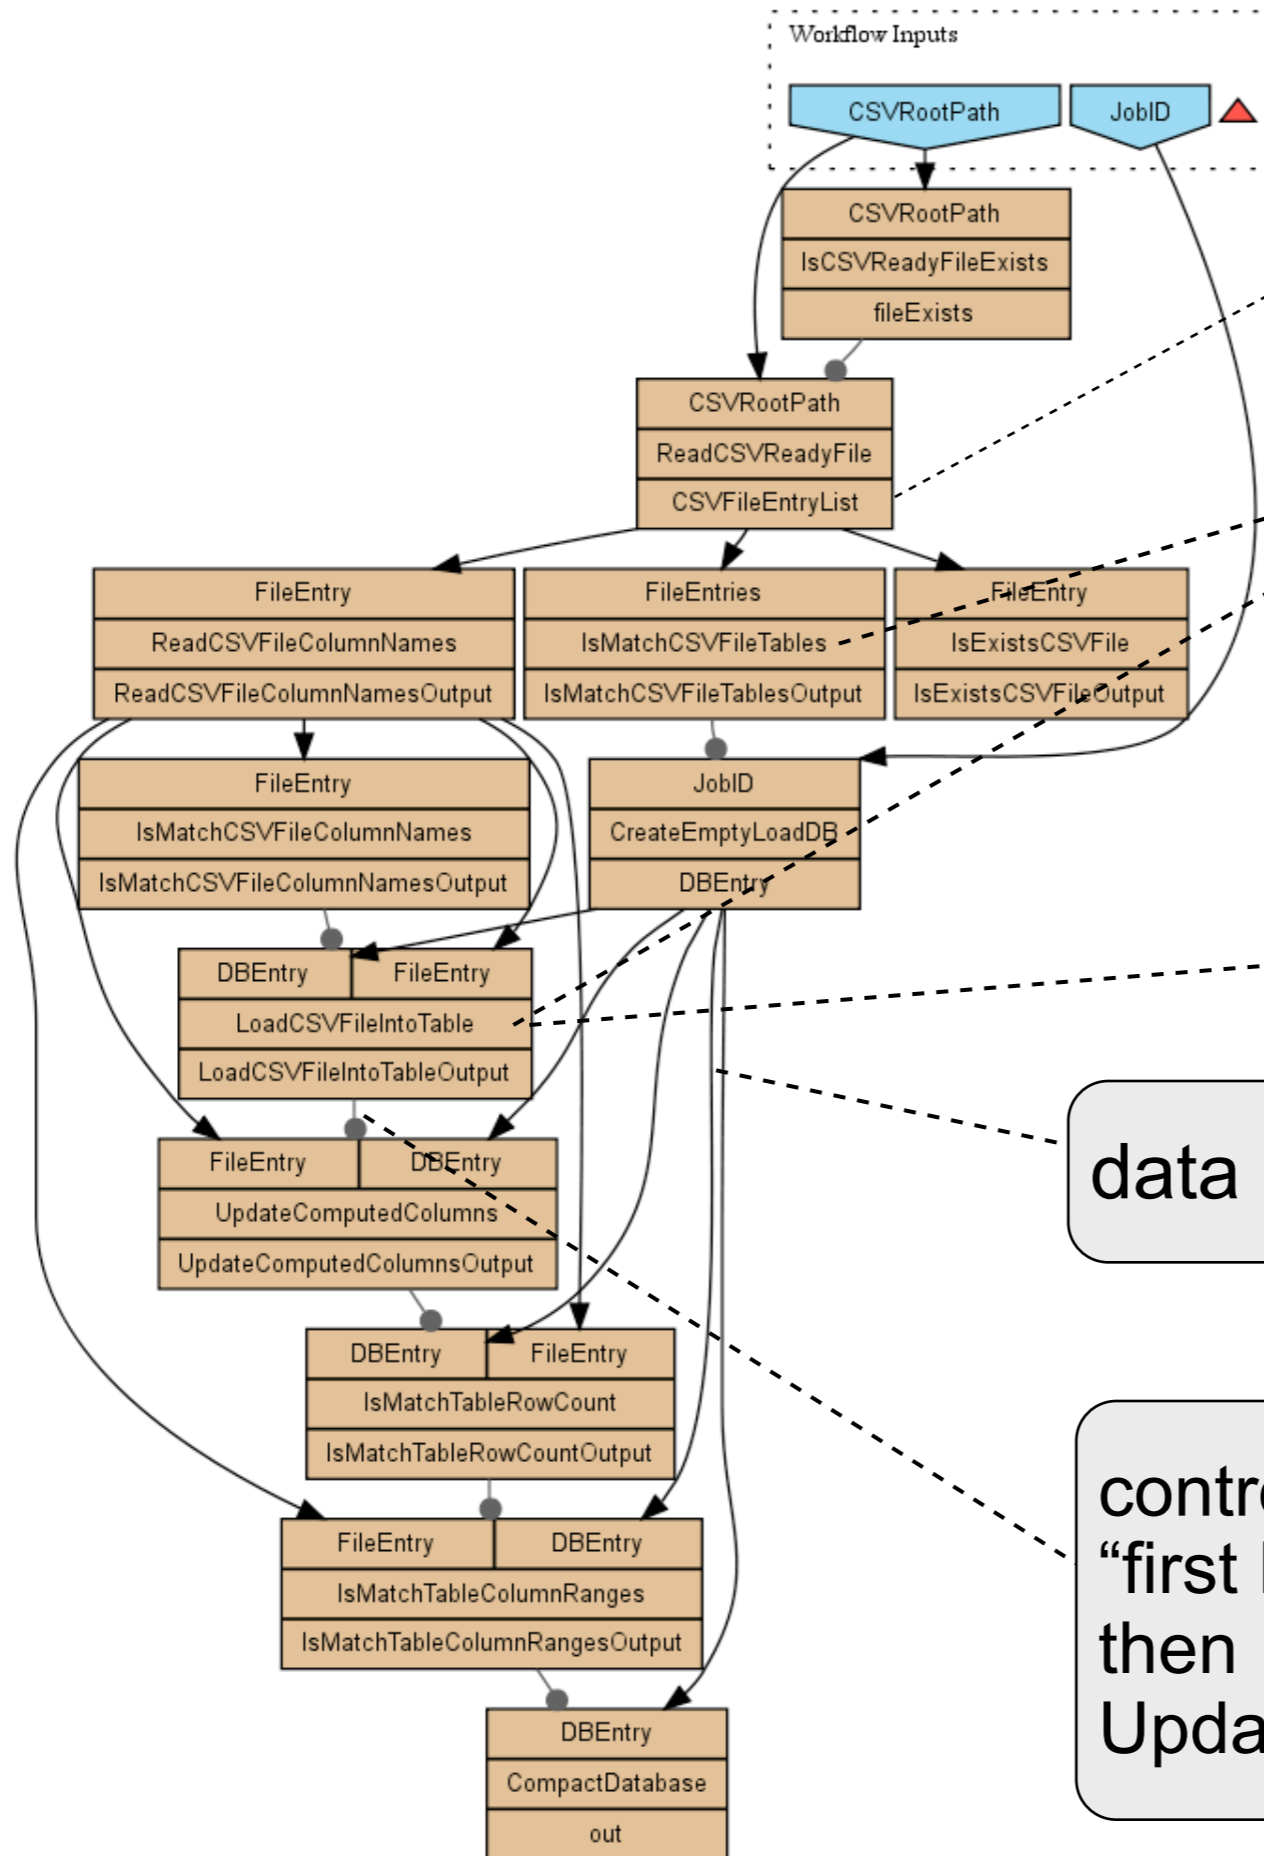 Workflow Inputs
CSVRootPath
JobID
CSVRootPath
IsCSVReadyFileExists
fileExists
CSVRootPath
ReadCSVReadyFile
CSVFileEntryList
FileEntry
ReadCSVFileColumnNames
ReadCSVFileColumnNamesOutput
FileEntries
IsMatchCSVFileTables
IsMatchCSVFileTablesOutput
FileEntry
IsExistsCSVFile
IsExistsCSVFileOutput
FileEntry
IsMatchCSVFileColumnNames
IsMatchCSVFileColumnNamesOutput
JobID
CreateEmptyLoadDB
DBEntry
DBEntry FileEntry
LoadCSVFileIntoTable
LoadCSVFileIntoTableOutput
data
FileEntry DBEntry
UpdateComputedColumns
UpdateComputedColumnsOutput
DBEntry FileEntry
IsMatchTableRowCount
IsMatchTableRowCountOutput
FileEntry DBEntry
IsMatchTableColumnRanges
IsMatchTableColumnRangesOutput
“first
then
DBEntry
CompactDatabase
out